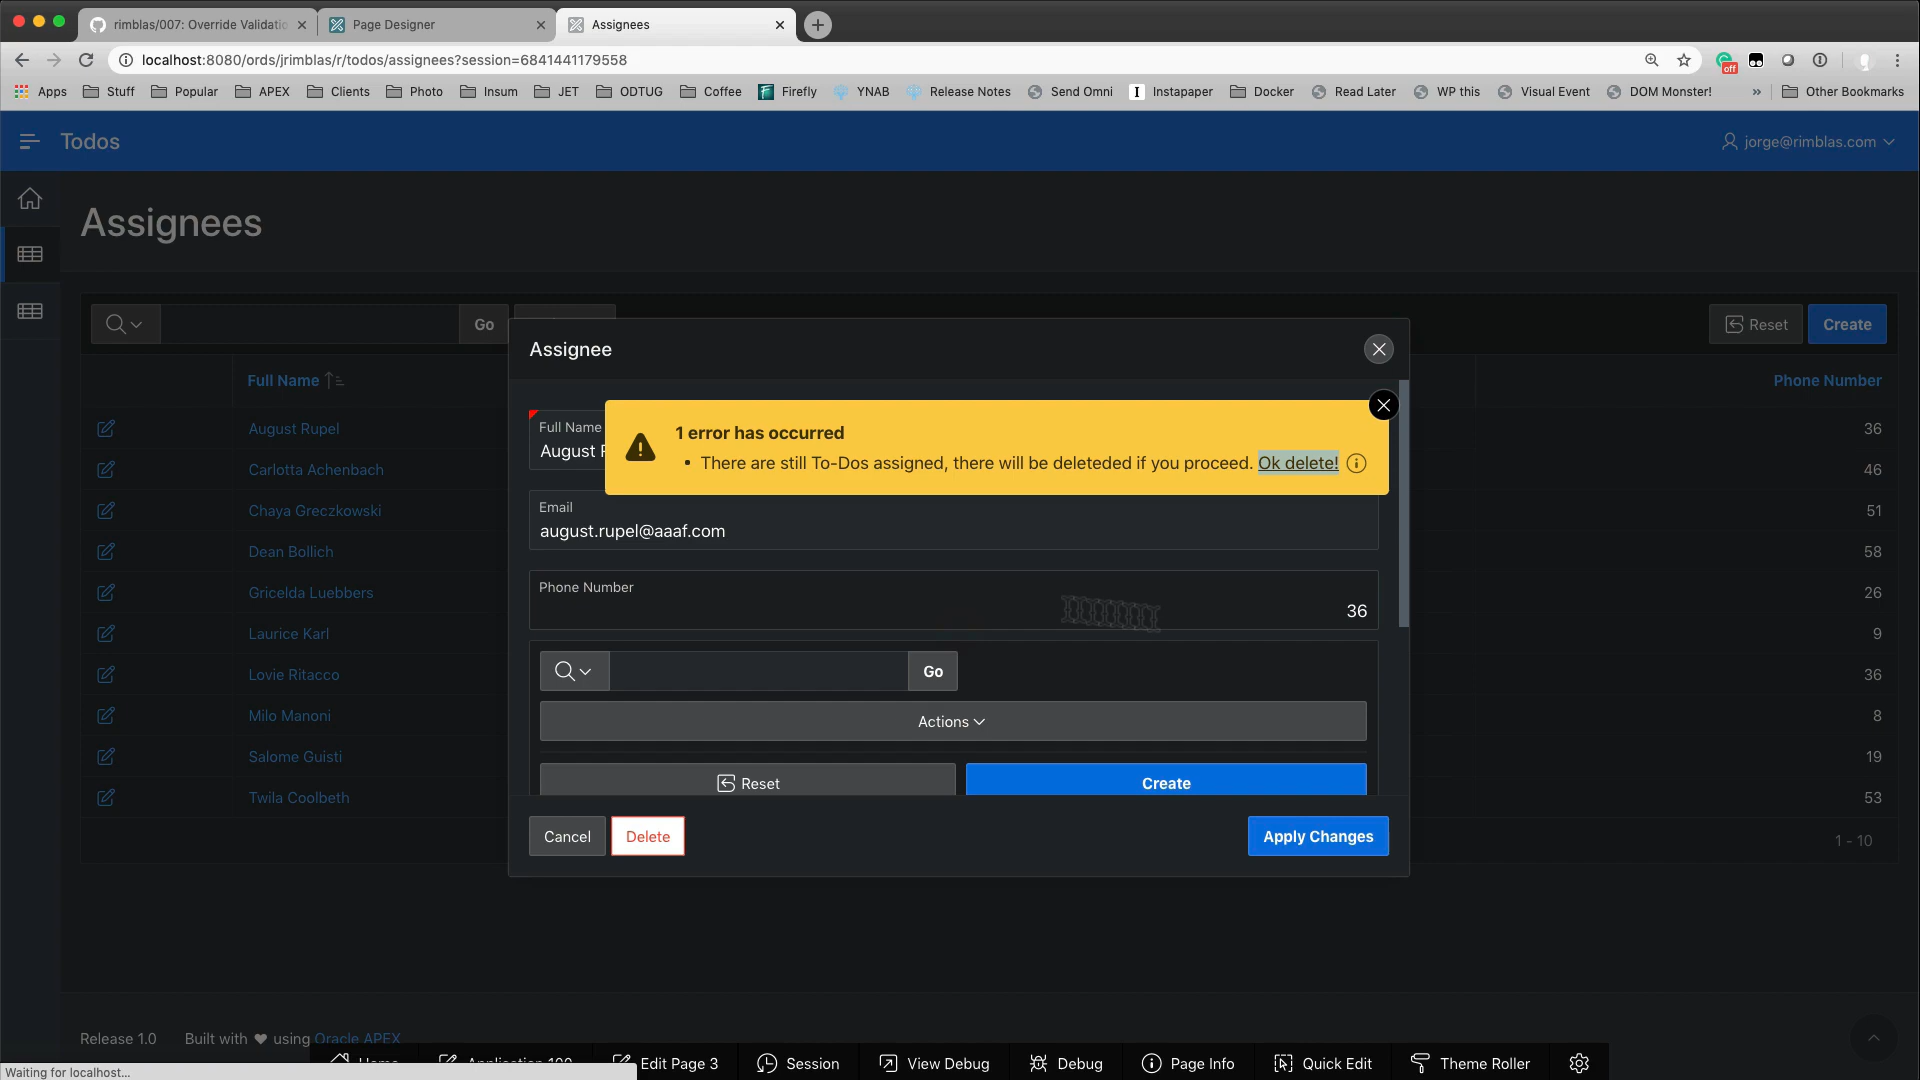 rimblas/007: Override Validatio
Page Designer
Assignees
localhost:8080/ords/jrimblas/r/todos/assignees?session=6841441179558
off
Apps
Stuff
Popular
APEX
Clients
Photo
Insum
JET
ODTUG
Coffee
Firefly
YNAB
Release Notes
Send Omni
Instapaper
Docker
Read Later
WP this
Visual Event
DOM Monster!
»
Other Bookmarks
Todos
jorge@rimblas.com
Assignees
Go
Reset
Create
Full Name
Phone Number
August Rupel
36
Carlotta Achenbach
46
Chaya Greczkowski
51
Dean Bollich
58
Gricelda Luebbers
26
Laurice Karl
9
Lovie Ritacco
36
Milo Manoni
8
Salome Guisti
19
Twila Coolbeth
53
1 - 10
Assignee
1 error has occurred
• There are still To-Dos assigned, there will be deleteded if you proceed. Ok delete!
Full Name
August
Email
august.rupel@aaaf.com
Phone Number
36
Go
Actions
Reset
Create
Cancel
Delete
Apply Changes
Release 1.0
Built with ♥ using Oracle APEX
Home
Application 100
Edit Page 3
Session
View Debug
Debug
Page Info
Quick Edit
Theme Roller
Waiting for localhost...